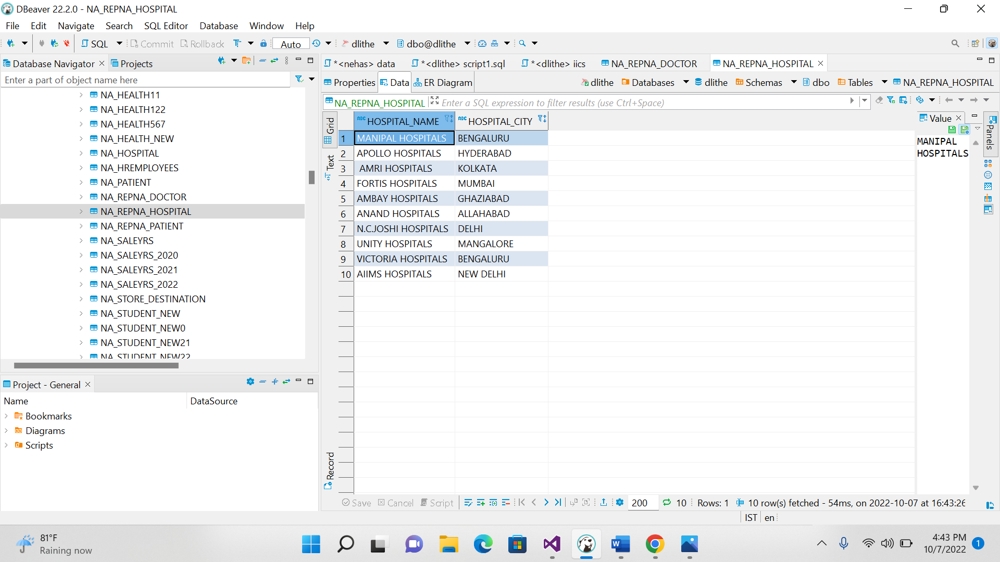 DBeaver 22.2.0 - NA_REPNA_HOSPITAL
File Edit Navigate Search SQL Editor Database Window Help
SQL Commit Rollback Auto dlithe dbo@dlithe
Database Navigator Projects
*<nehas> data *<dlithe> script1.sql *<dlithe> iics NA_REPNA_DOCTOR NA_REPNA_HOSPITAL
Enter a part of object name here
Properties Data ER Diagram dlithe Databases dlithe Schemas dbo Tables NA_REPNA_HOSPITAL
NA_REPNA_HOSPITAL Enter a SQL expression to filter results (use Ctrl+Space)
NA_HEALTH11
NA_HEALTH122
NA_HEALTH567
NA_HEALTH_NEW
NA_HOSPITAL
NA_HREMPLOYEES
NA_PATIENT
NA_REPNA_DOCTOR
NA_REPNA_HOSPITAL
NA_REPNA_PATIENT
NA_SALEYRS
NA_SALEYRS_2020
NA_SALEYRS_2021
NA_SALEYRS_2022
NA_STORE_DESTINATION
NA_STUDENT_NEW
NA_STUDENT_NEW0
NA_STUDENT_NEW21
NA_STUDENT_NEW22
Project - General
Name DataSource
Bookmarks
Diagrams
Scripts
Grid
Text
Record
ABC HOSPITAL_NAME ABC HOSPITAL_CITY
1 MANIPAL HOSPITALS BENGALURU
2 APOLLO HOSPITALS HYDERABAD
3 AMRI HOSPITALS KOLKATA
4 FORTIS HOSPITALS MUMBAI
5 AMBAY HOSPITALS GHAZIABAD
6 ANAND HOSPITALS ALLAHABAD
7 N.C.JOSHI HOSPITALS DELHI
8 UNITY HOSPITALS MANGALORE
9 VICTORIA HOSPITALS BENGALURU
10 AIIMS HOSPITALS NEW DELHI
Value
MANIPAL
HOSPITALS
Panels
Save Cancel Script 200 10 Rows: 1 10 row(s) fetched - 54ms, on 2022-10-07 at 16:43:26
IST en
81°F
Raining now
4:43 PM
10/7/2022
1